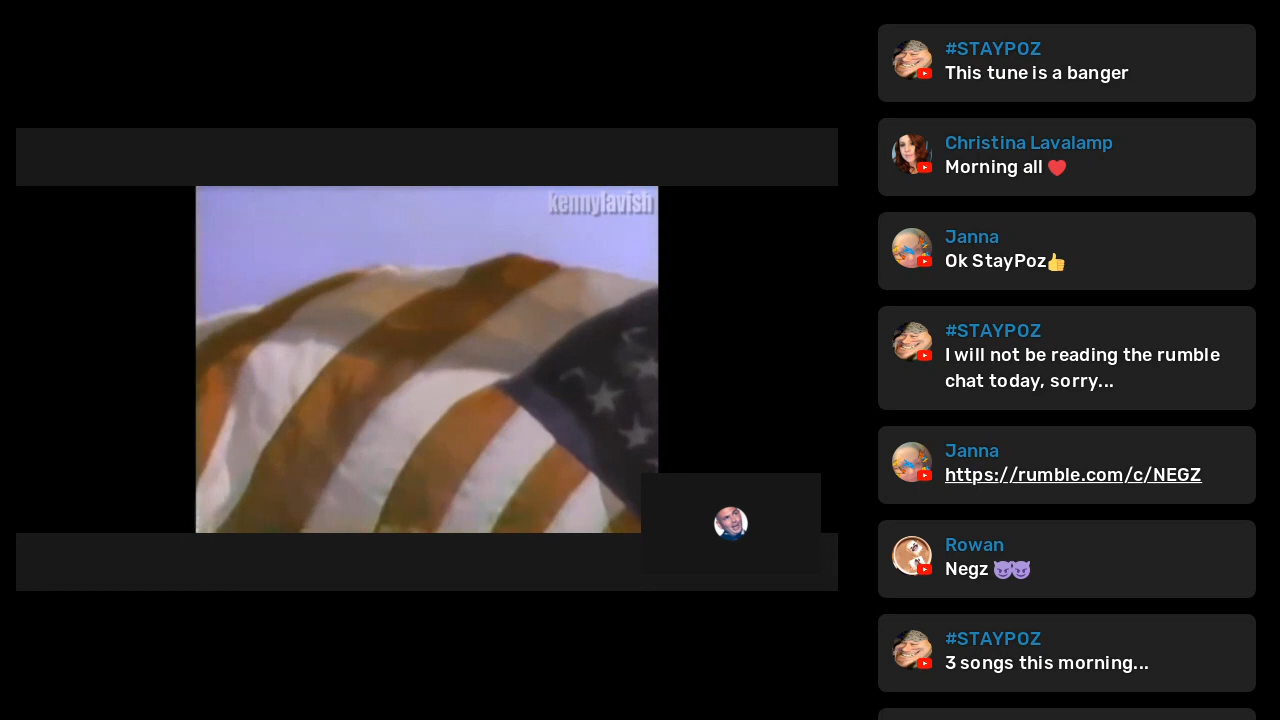 kennylavish
#STAYPOZ
This tune is a banger
Christina Lavalamp
Morning all ❤️
Janna
Ok StayPoz👍
#STAYPOZ
I will not be reading the rumble
chat today, sorry...
Janna
https://rumble.com/c/NEGZ
Rowan
Negz 😈😈
#STAYPOZ
3 songs this morning...